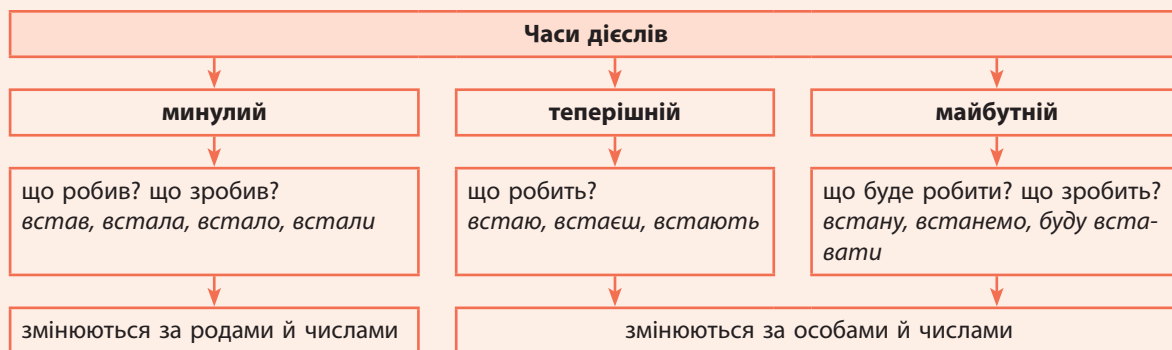 Часи дієслів
минулий
теперішній
майбутній
що робив? що зробив?
встав, встала, встало, встали
що робить?
встаю, встаєш, встають
що буде робити? що зробить?
встану, встанемо, буду вста-
вати
змінюються за родами й числами
змінюються за особами й числами